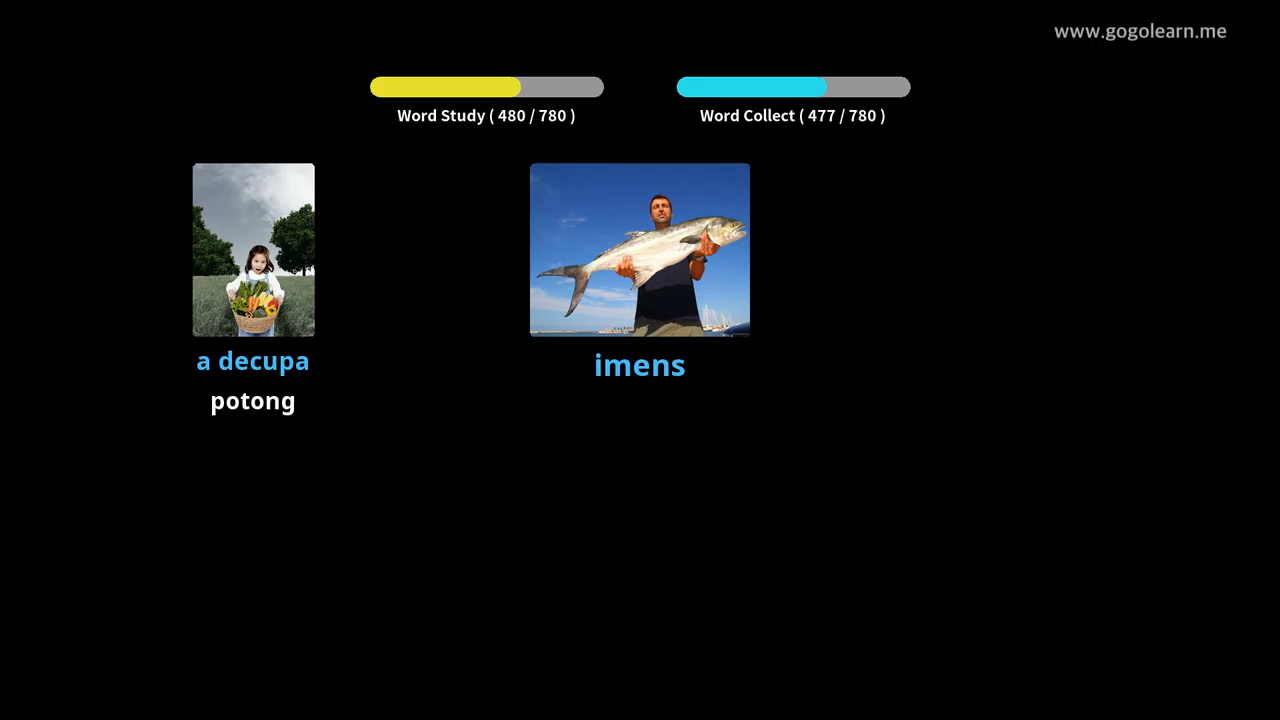 www.gogolearn.me
Word Study ( 480 / 780 )
Word Collect ( 477 / 780 )
a decupa
potong
imens